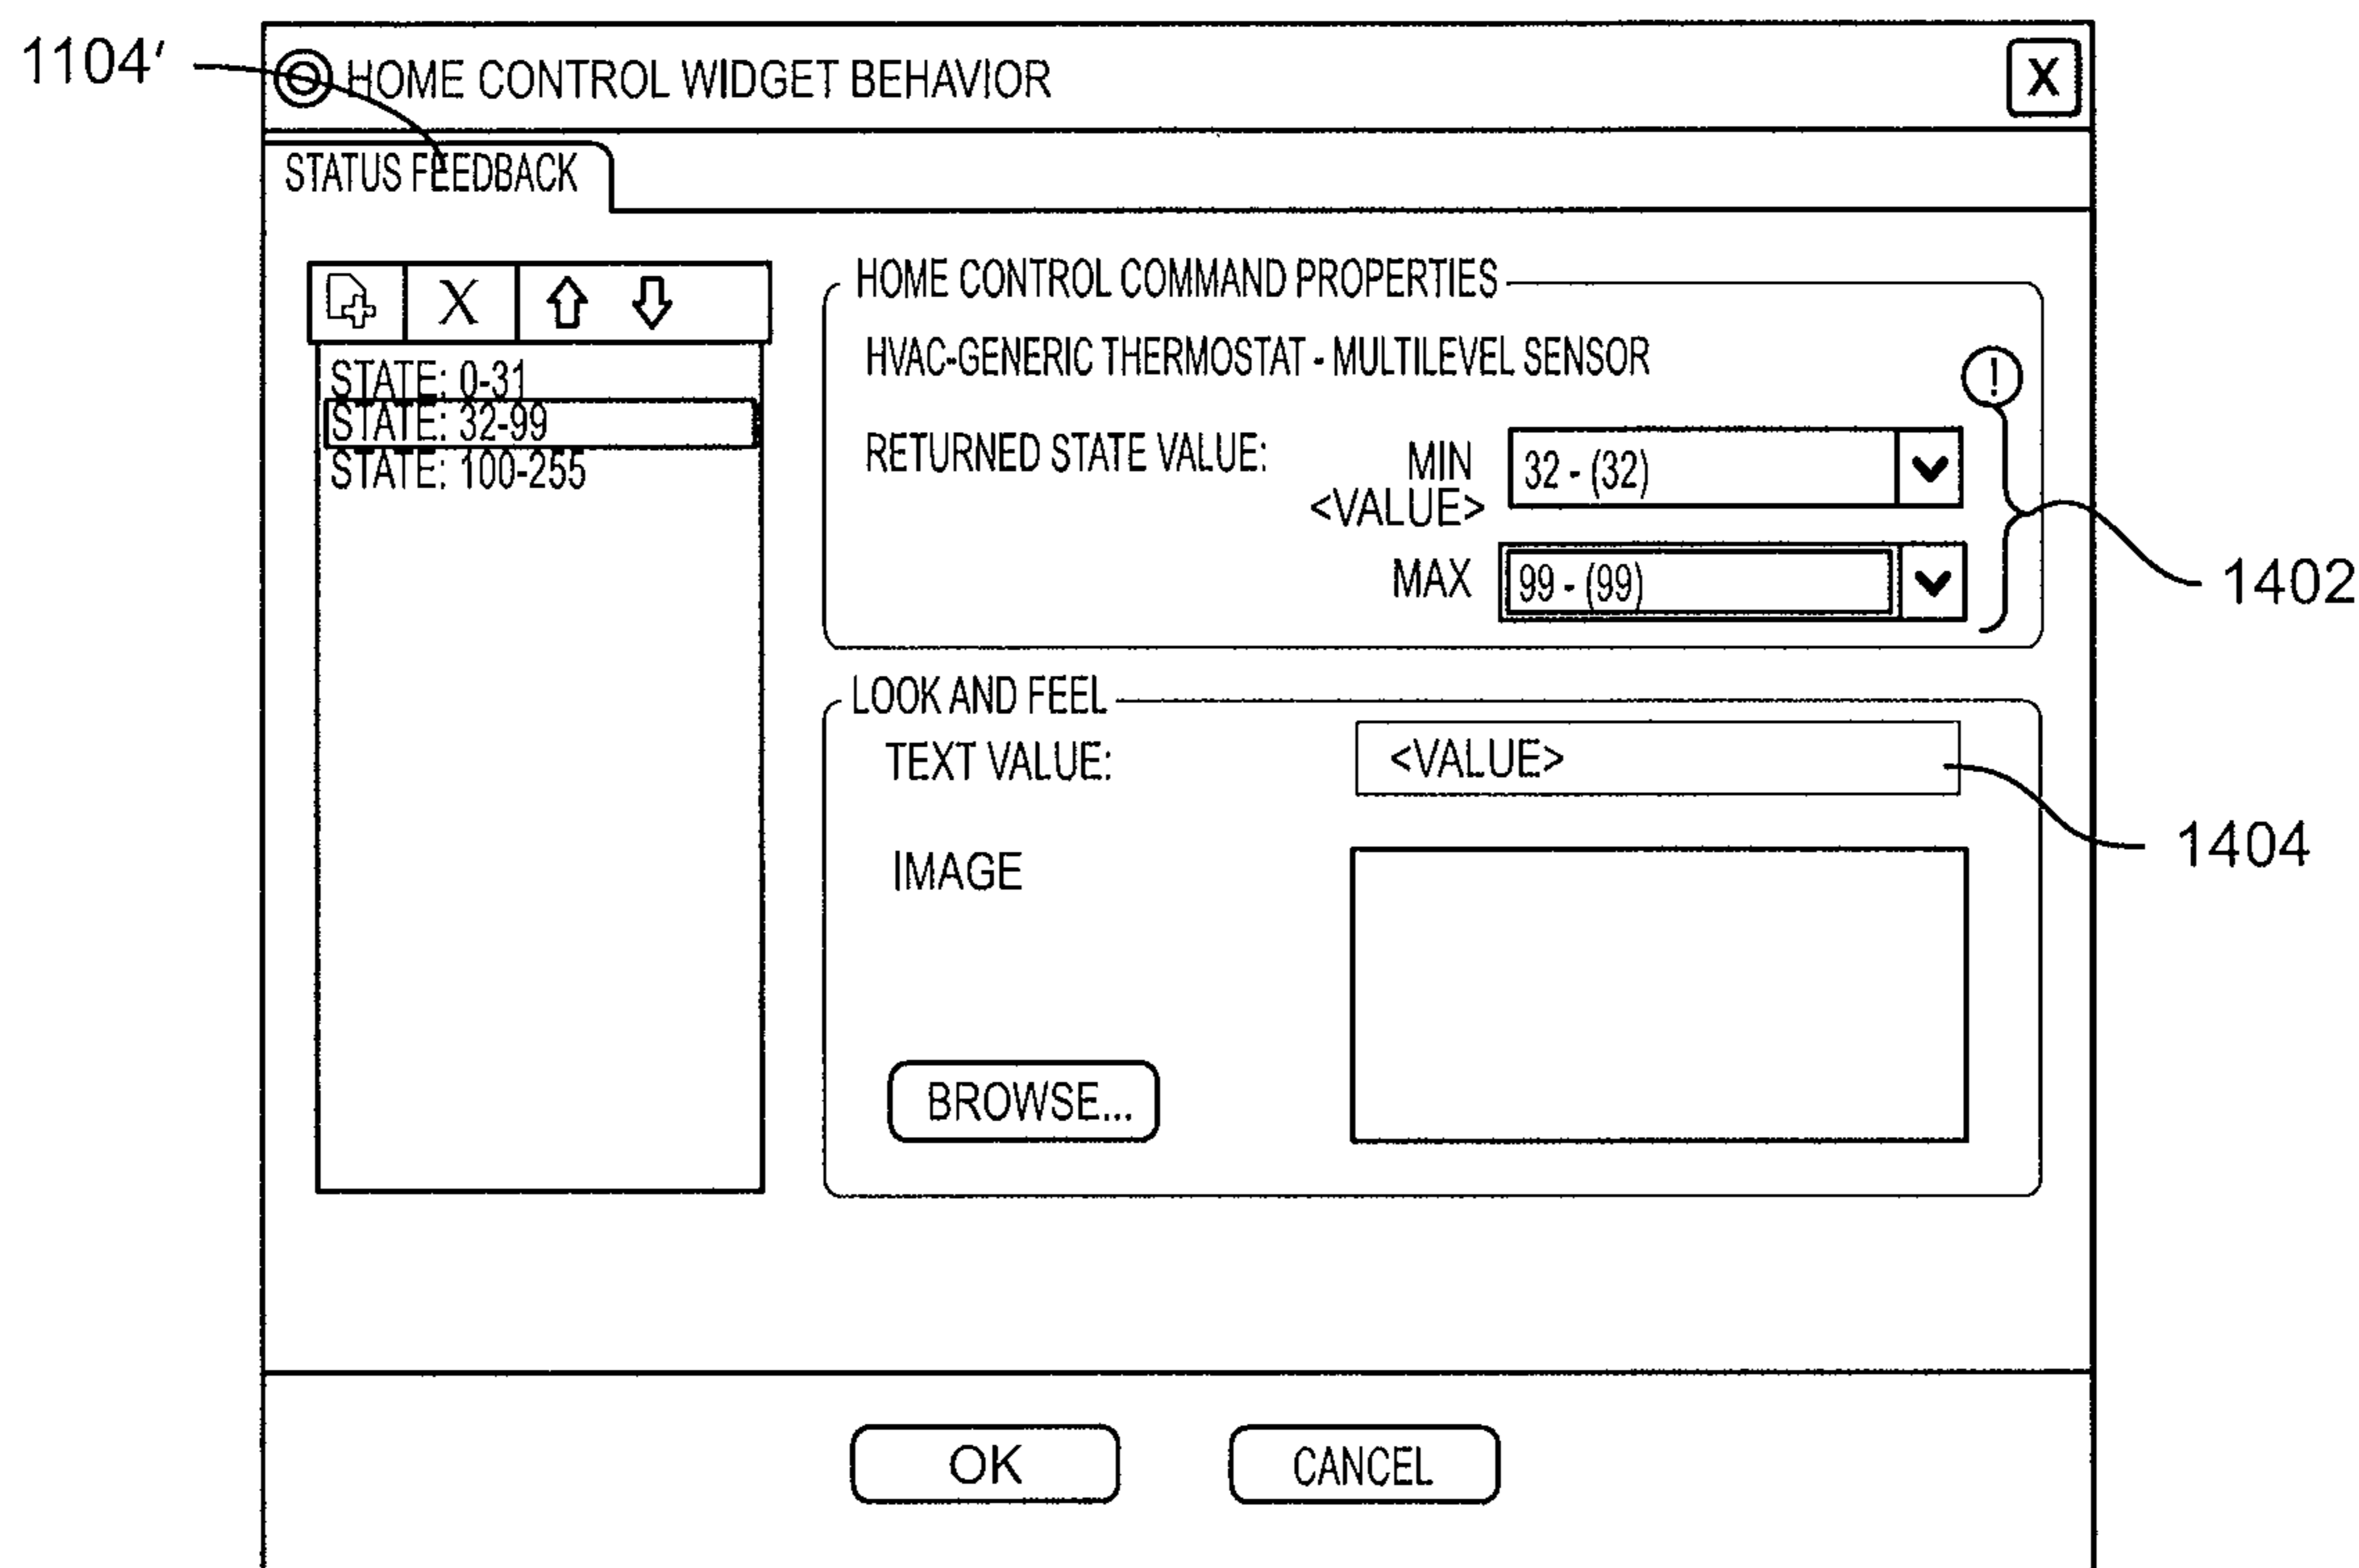 1104'
HOME CONTROL WIDGET BEHAVIOR
X
STATUS FEEDBACK
X
STATE: 0-31
STATE: 32-99
STATE: 100-255
HOME CONTROL COMMAND PROPERTIES
HVAC-GENERIC THERMOSTAT - MULTILEVEL SENSOR
!
RETURNED STATE VALUE:
MIN
<VALUE>
32 - (32)
MAX
99 - (99)
1402
LOOK AND FEEL
TEXT VALUE:
<VALUE>
1404
IMAGE
BROWSE...
OK
CANCEL